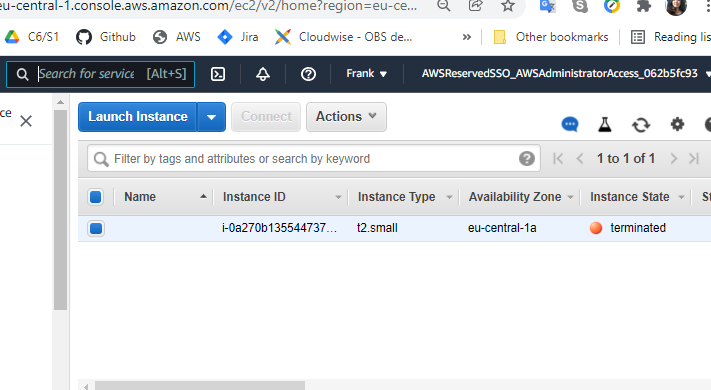 eu-central-1.console.aws.amazon.com/ec2/v2/home?region=eu-ce...
C6/S1 Github AWS Jira Cloudwise - OBS de... » Other bookmarks Reading lis
Search for service [Alt+S] Frank AWSReservedSSO_AWSAdministratorAccess_062b5fc93
ce
Launch Instance Connect Actions
Filter by tags and attributes or search by keyword 1 to 1 of 1
Name Instance ID Instance Type Availability Zone Instance State St
i-0a270b135544737... t2.small eu-central-1a terminated